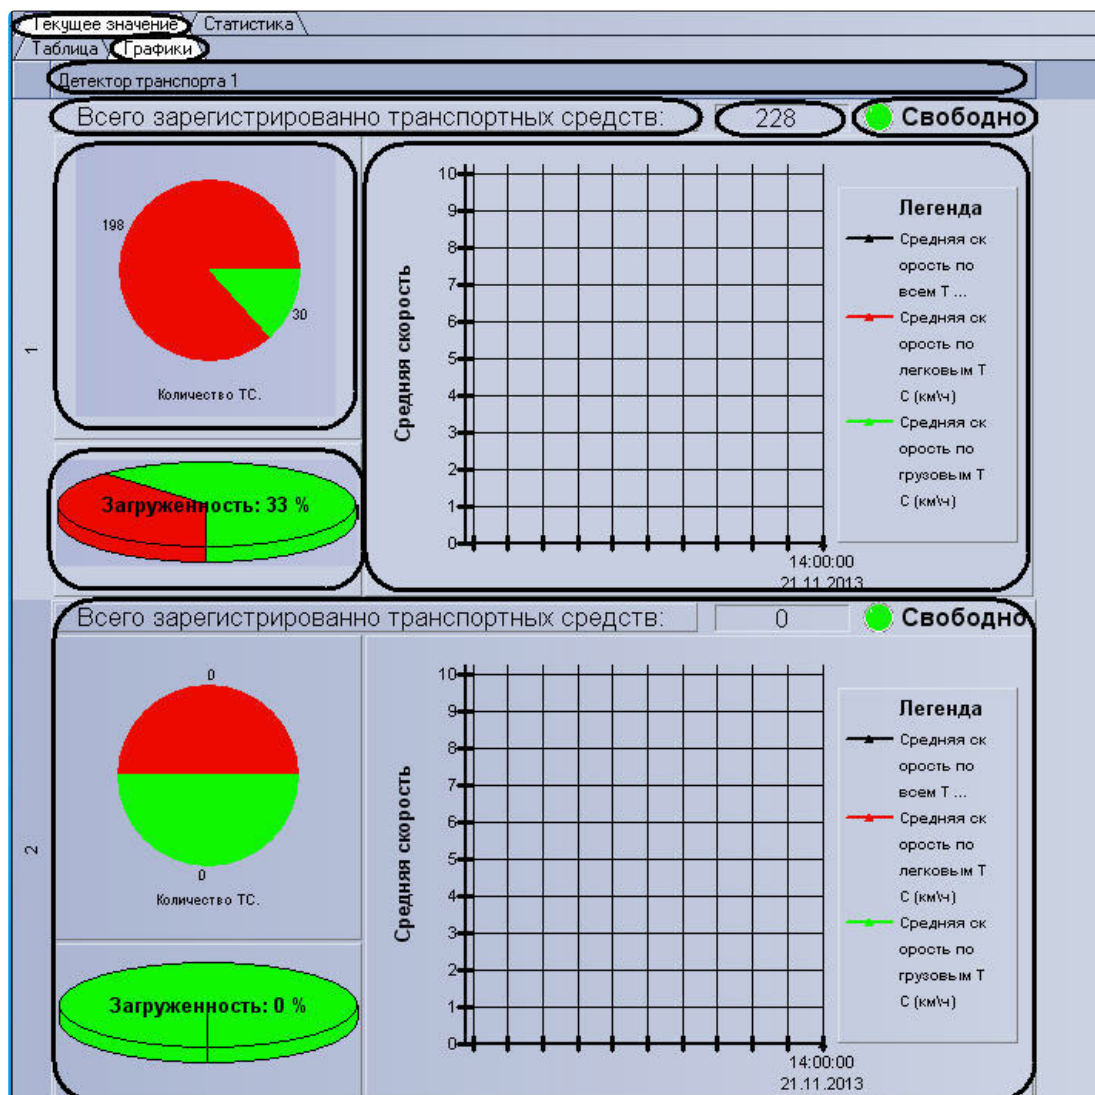 Текущее значение Статистика
Таблица Графики
Детектор транспорта 1
Всего зарегистрированно транспортных средств: 228 Свободно
1
198
30
Количество ТС.
Загруженность: 33 %
Средняя скорость
10
9
8
7
6
5
4
3
2
1
0
14:00:00
21.11.2013
Легенда
Средняя ск
орость по
всем Т ...
Средняя ск
орость по
легковым Т
С (км\ч)
Средняя ск
орость по
грузовым Т
С (км\ч)
Всего зарегистрированно транспортных средств: 0 Свободно
2
0
0
Количество ТС.
Загруженность: 0 %
Средняя скорость
10
9
8
7
6
5
4
3
2
1
0
14:00:00
21.11.2013
Легенда
Средняя ск
орость по
всем Т ...
Средняя ск
орость по
легковым Т
С (км\ч)
Средняя ск
орость по
грузовым Т
С (км\ч)